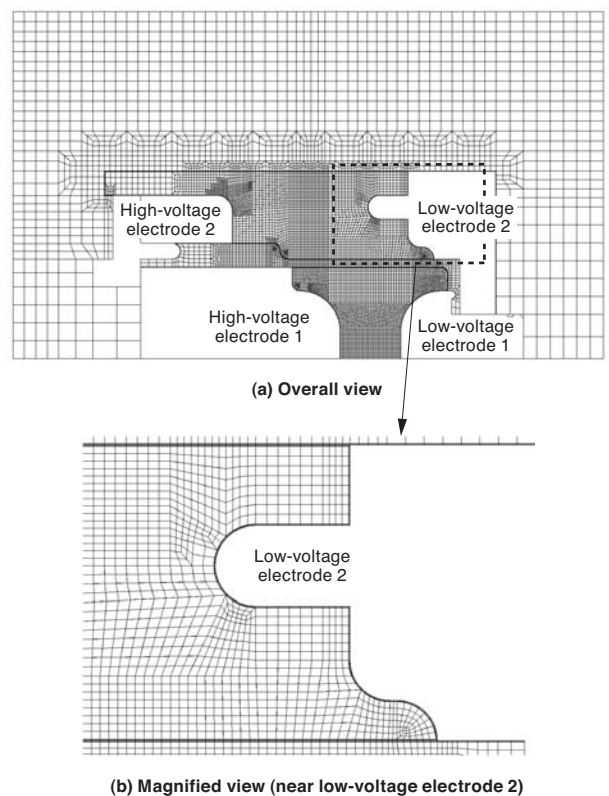 High-voltage
electrode 2
Low-voltage
electrode 2
High-voltage
electrode 1
Low-voltage
electrode 1
(a) Overall view
Low-voltage
electrode 2
(b) Magnified view (near low-voltage electrode 2)